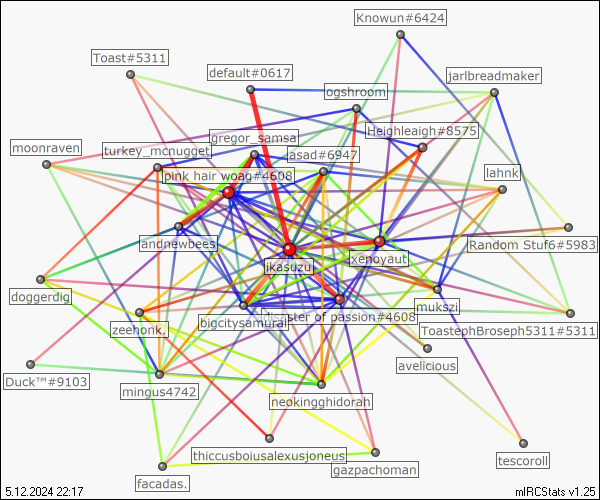 Knowun#6424
Toast#5311
default#0617
jarlbreadmaker
ogshroom
Heighleaigh#8575
gregor_samsa
moonraven
turkey_mcnugget
asad#6947
pink hair woag#4608
lahnk
andnewbees
Random Stuf6#5983
ikasuzu
xenoyaut
doggerdig
mukszi
bigcitysamurai
minister of passion#4608
zeehonk.
ToastephBroseph5311#5311
avelicious
Duck™#9103
mingus4742
neokingghidorah
thiccusboiusalexusjoneus
tescoroll
gazpachoman
facadas.
5.12.2024 22:17
mIRCStats v1.25